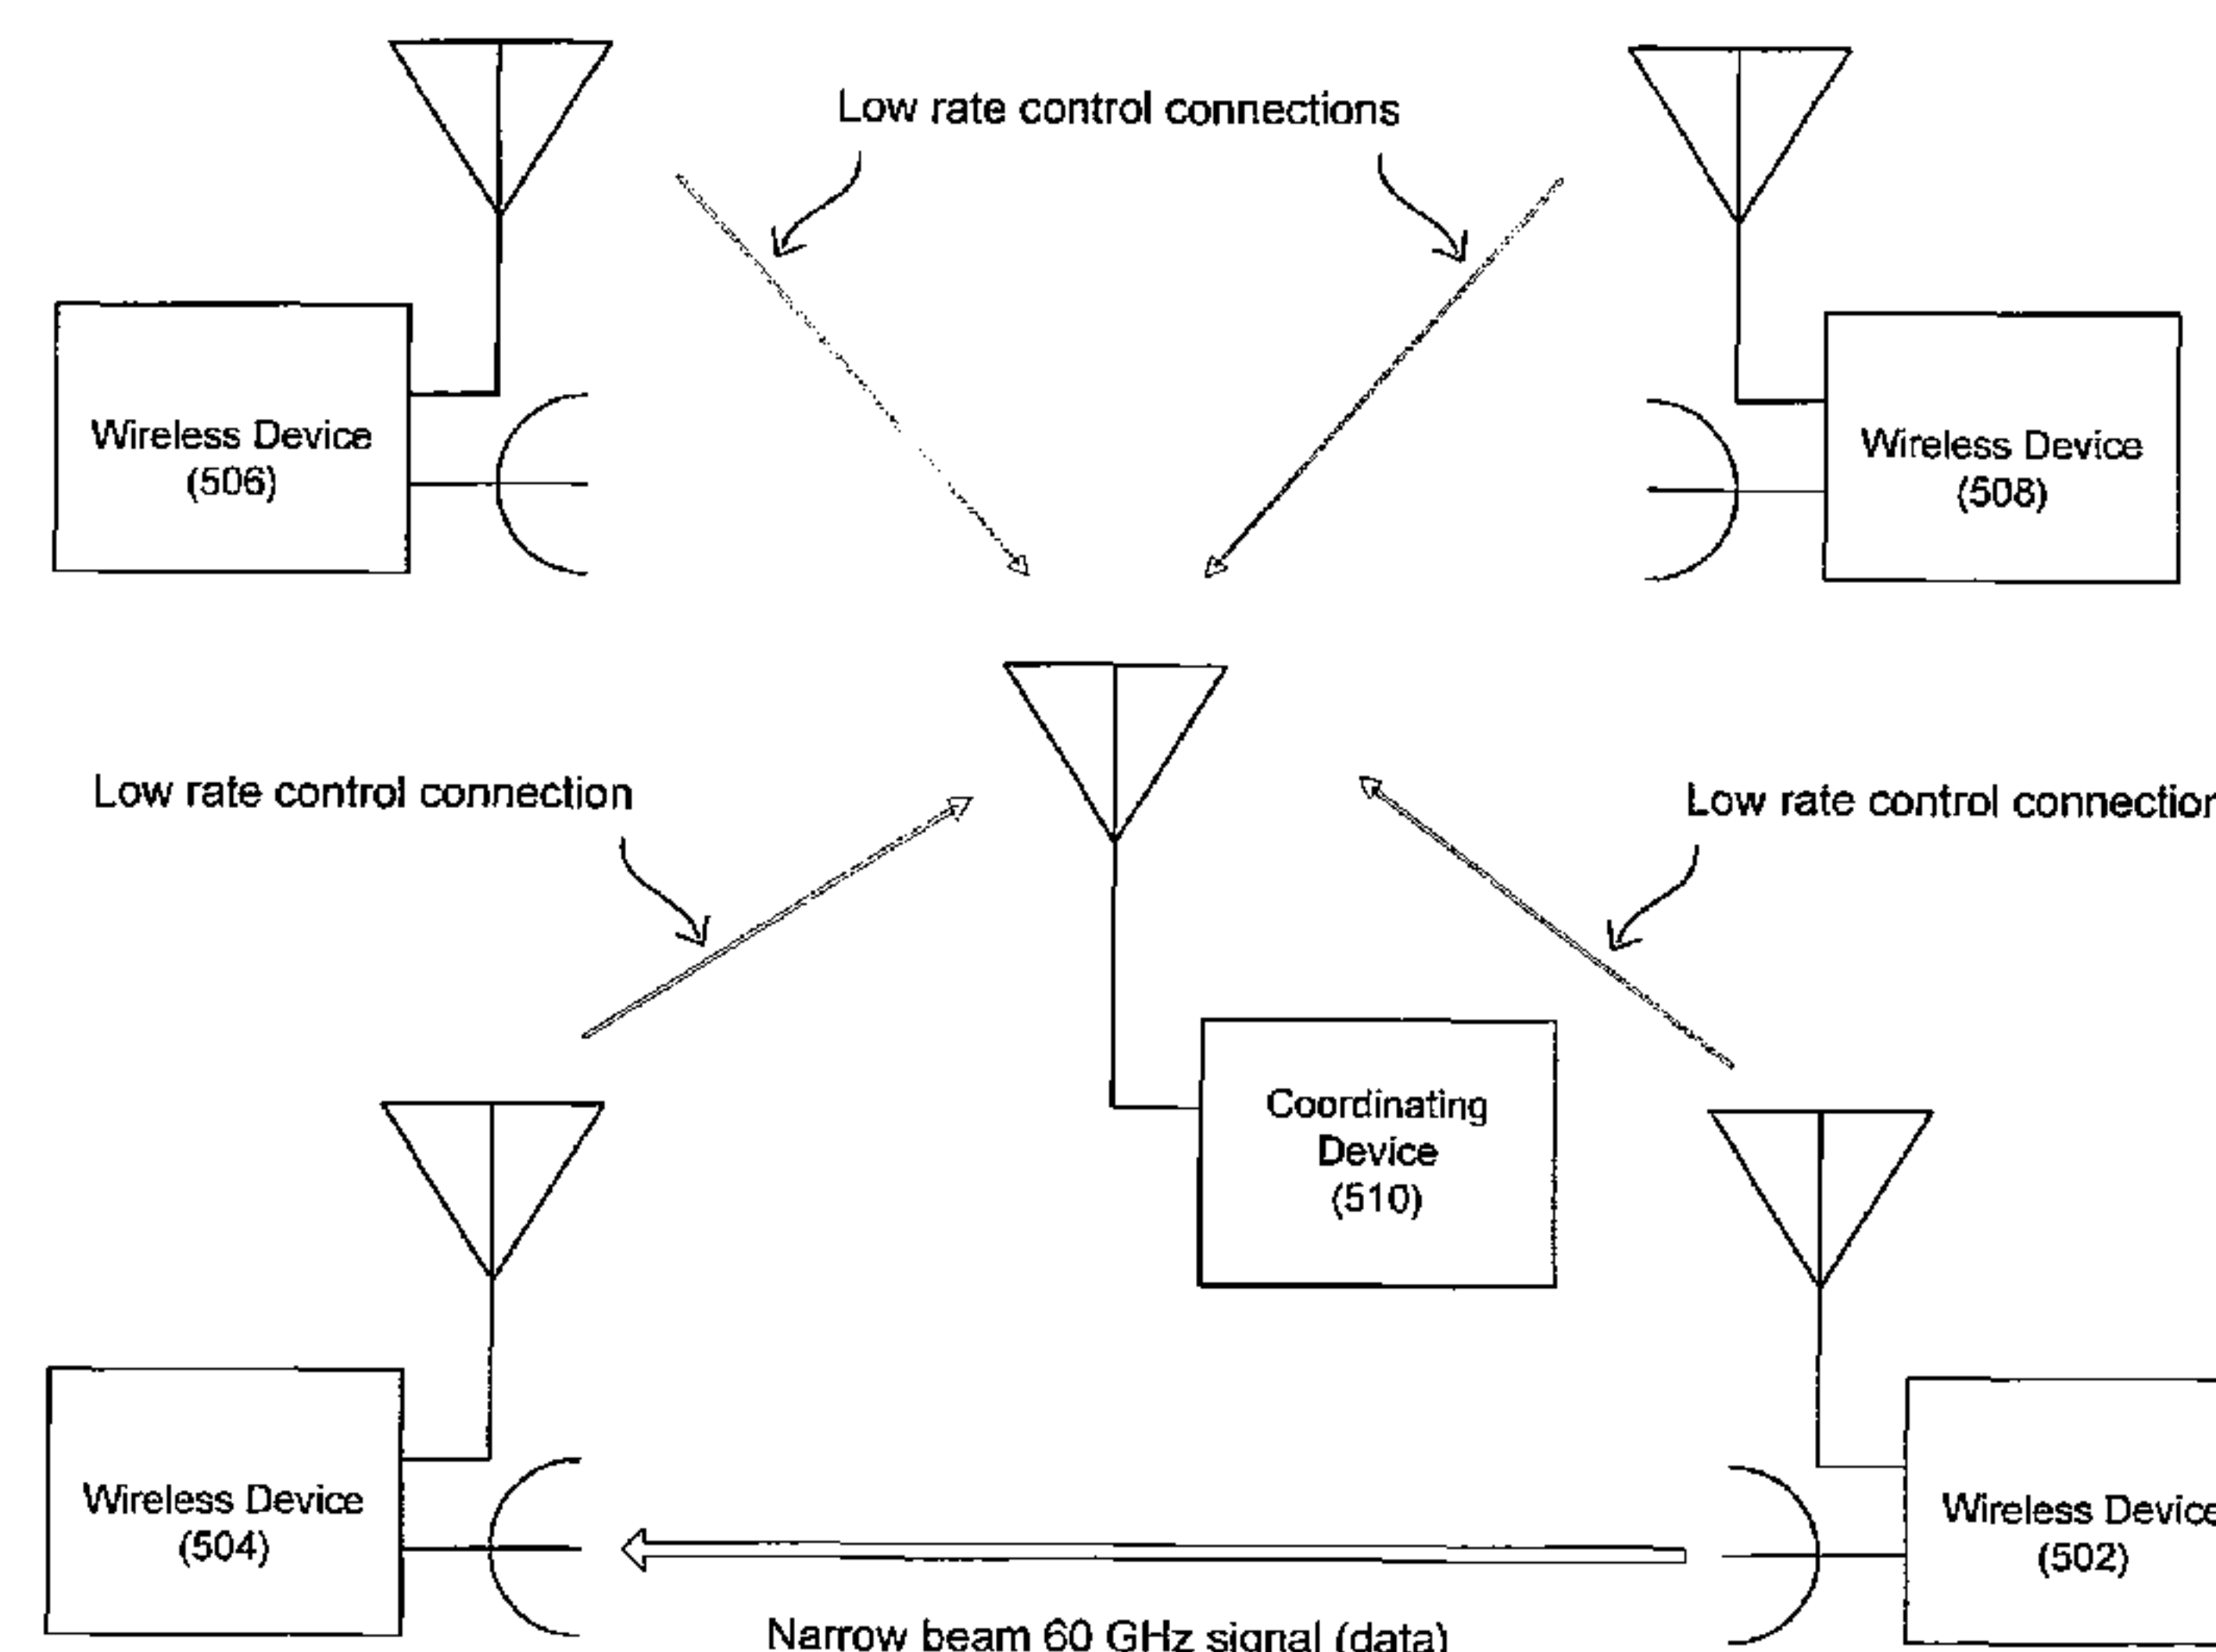 Low rate control connections
Wireless Device
(506)
Wireless Device
(508)
Low rate control connection
Low rate control connection
Coordinating
Device
(510)
Wireless Device
(504)
Wireless Device
(502)
Narrow beam 60 GHz signal (data)